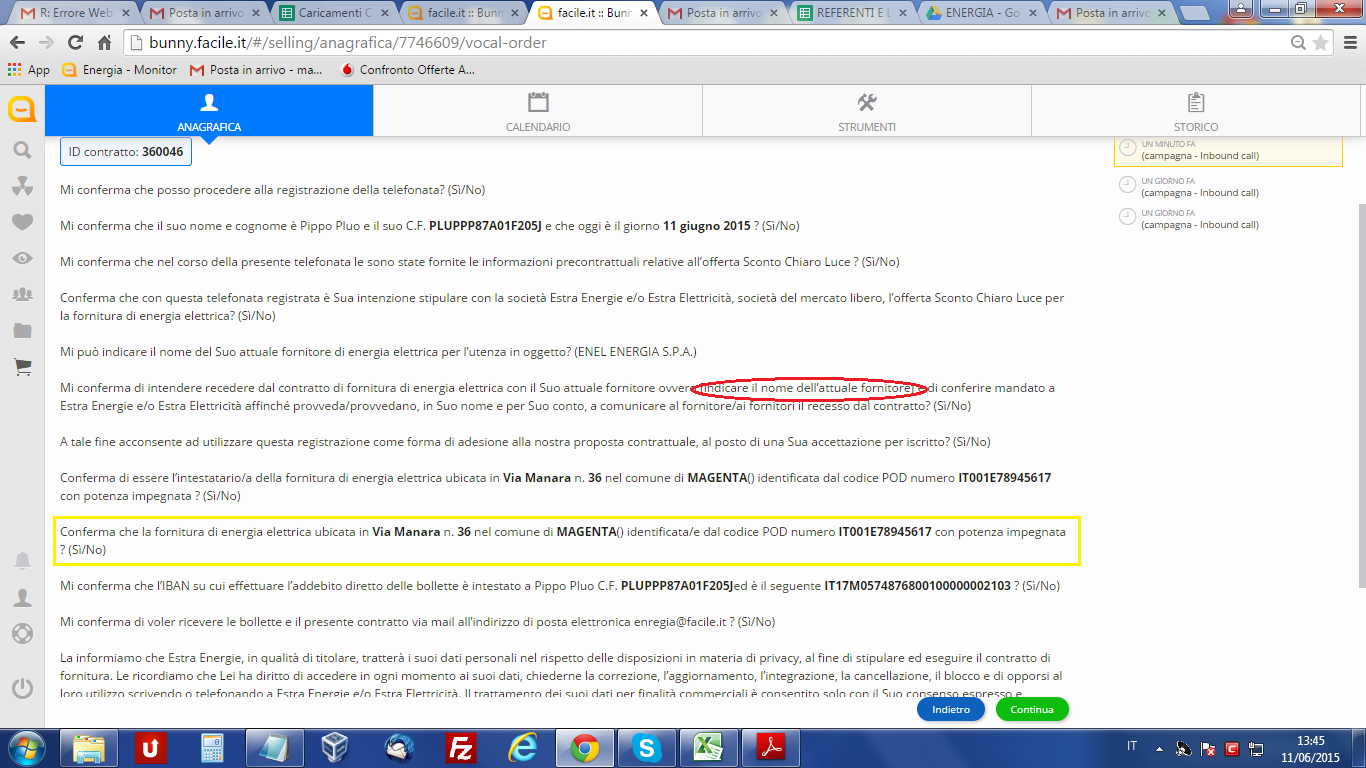 R: Errore Web
Posta in arrivo
Caricamenti C
facile.it :: Bunn
facile.it :: Bunn
Posta in arrivo
REFERENTI E L
ENERGIA - Go
Posta in arrivo
bunny.facile.it/#/selling/anagrafica/7746609/vocal-order
App
Energia - Monitor
Posta in arrivo - ma...
Confronto Offerte A...
ANAGRAFICA
CALENDARIO
STRUMENTI
STORICO
ID contratto: 360046
Mi conferma che posso procedere alla registrazione della telefonata? (Sì/No)
Mi conferma che il suo nome e cognome è Pippo Pluo e il suo C.F. PLUPPP87A01F205J e che oggi è il giorno 11 giugno 2015 ? (Sì/No)
Mi conferma che nel corso della presente telefonata le sono state fornite le informazioni precontrattuali relative all'offerta Sconto Chiaro Luce ? (Sì/No)
Conferma che con questa telefonata registrata è Sua intenzione stipulare con la società Estra Energie e/o Estra Elettricità, società del mercato libero, l'offerta Sconto Chiaro Luce per
la fornitura di energia elettrica? (Sì/No)
Mi può indicare il nome del Suo attuale fornitore di energia elettrica per l'utenza in oggetto? (ENEL ENERGIA S.P.A.)
Mi conferma di intendere recedere dal contratto di fornitura di energia elettrica con il Suo attuale fornitore ovvero (indicare il nome dell'attuale fornitore) e di conferire mandato a
Estra Energie e/o Estra Elettricità affinché provveda/provvedano, in Suo nome e per Suo conto, a comunicare al fornitore/ai fornitori il recesso dal contratto? (Sì/No)
A tale fine acconsente ad utilizzare questa registrazione come forma di adesione alla nostra proposta contrattuale, al posto di una Sua accettazione per iscritto? (Sì/No)
Conferma di essere l'intestatario/a della fornitura di energia elettrica ubicata in Via Manara n. 36 nel comune di MAGENTA() identificata dal codice POD numero IT001E78945617
con potenza impegnata ? (Sì/No)
Conferma che la fornitura di energia elettrica ubicata in Via Manara n. 36 nel comune di MAGENTA() identificata/e dal codice POD numero IT001E78945617 con potenza impegnata
? (Sì/No)
Mi conferma che l'IBAN su cui effettuare l'addebito diretto delle bollette è intestato a Pippo Pluo C.F. PLUPPP87A01F205Jed è il seguente IT17M0574876800100000002103 ? (Sì/No)
Mi conferma di voler ricevere le bollette e il presente contratto via mail all'indirizzo di posta elettronica enregia@facile.it ? (Sì/No)
La informiamo che Estra Energie, in qualità di titolare, tratterà i suoi dati personali nel rispetto delle disposizioni in materia di privacy, al fine di stipulare ed eseguire il contratto di
fornitura. Le ricordiamo che Lei ha diritto di accedere in ogni momento ai suoi dati, chiederne la correzione, l'aggiornamento, l'integrazione, la cancellazione, il blocco e di opporsi al
loro utilizzo scrivendo o telefonando a Estra Energie e/o Estra Elettricità. Il trattamento dei suoi dati per finalità commerciali è consentito solo con il Suo consenso espresso e
Indietro
Continua
UN MINUTO FA
(campagna - Inbound call)
UN GIORNO FA
(campagna - Inbound call)
UN GIORNO FA
(campagna - Inbound call)
IT
13:45
11/06/2015